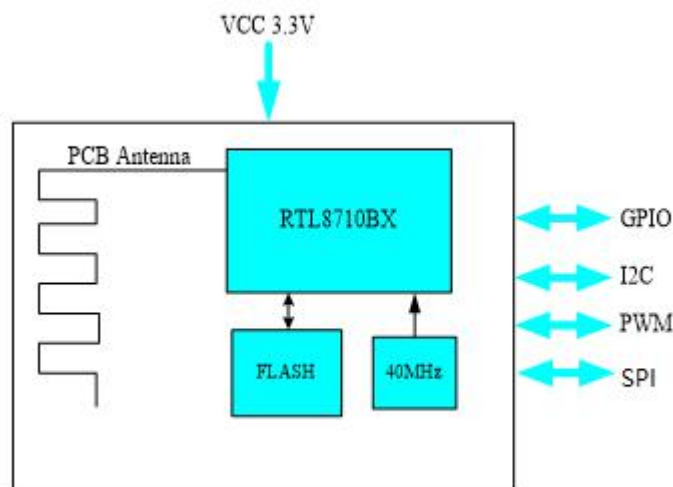 VCC 3.3V
PCB Antenna
RTL8710BX
GPIO
I2C
PWM
FLASH
40MHz
SPI